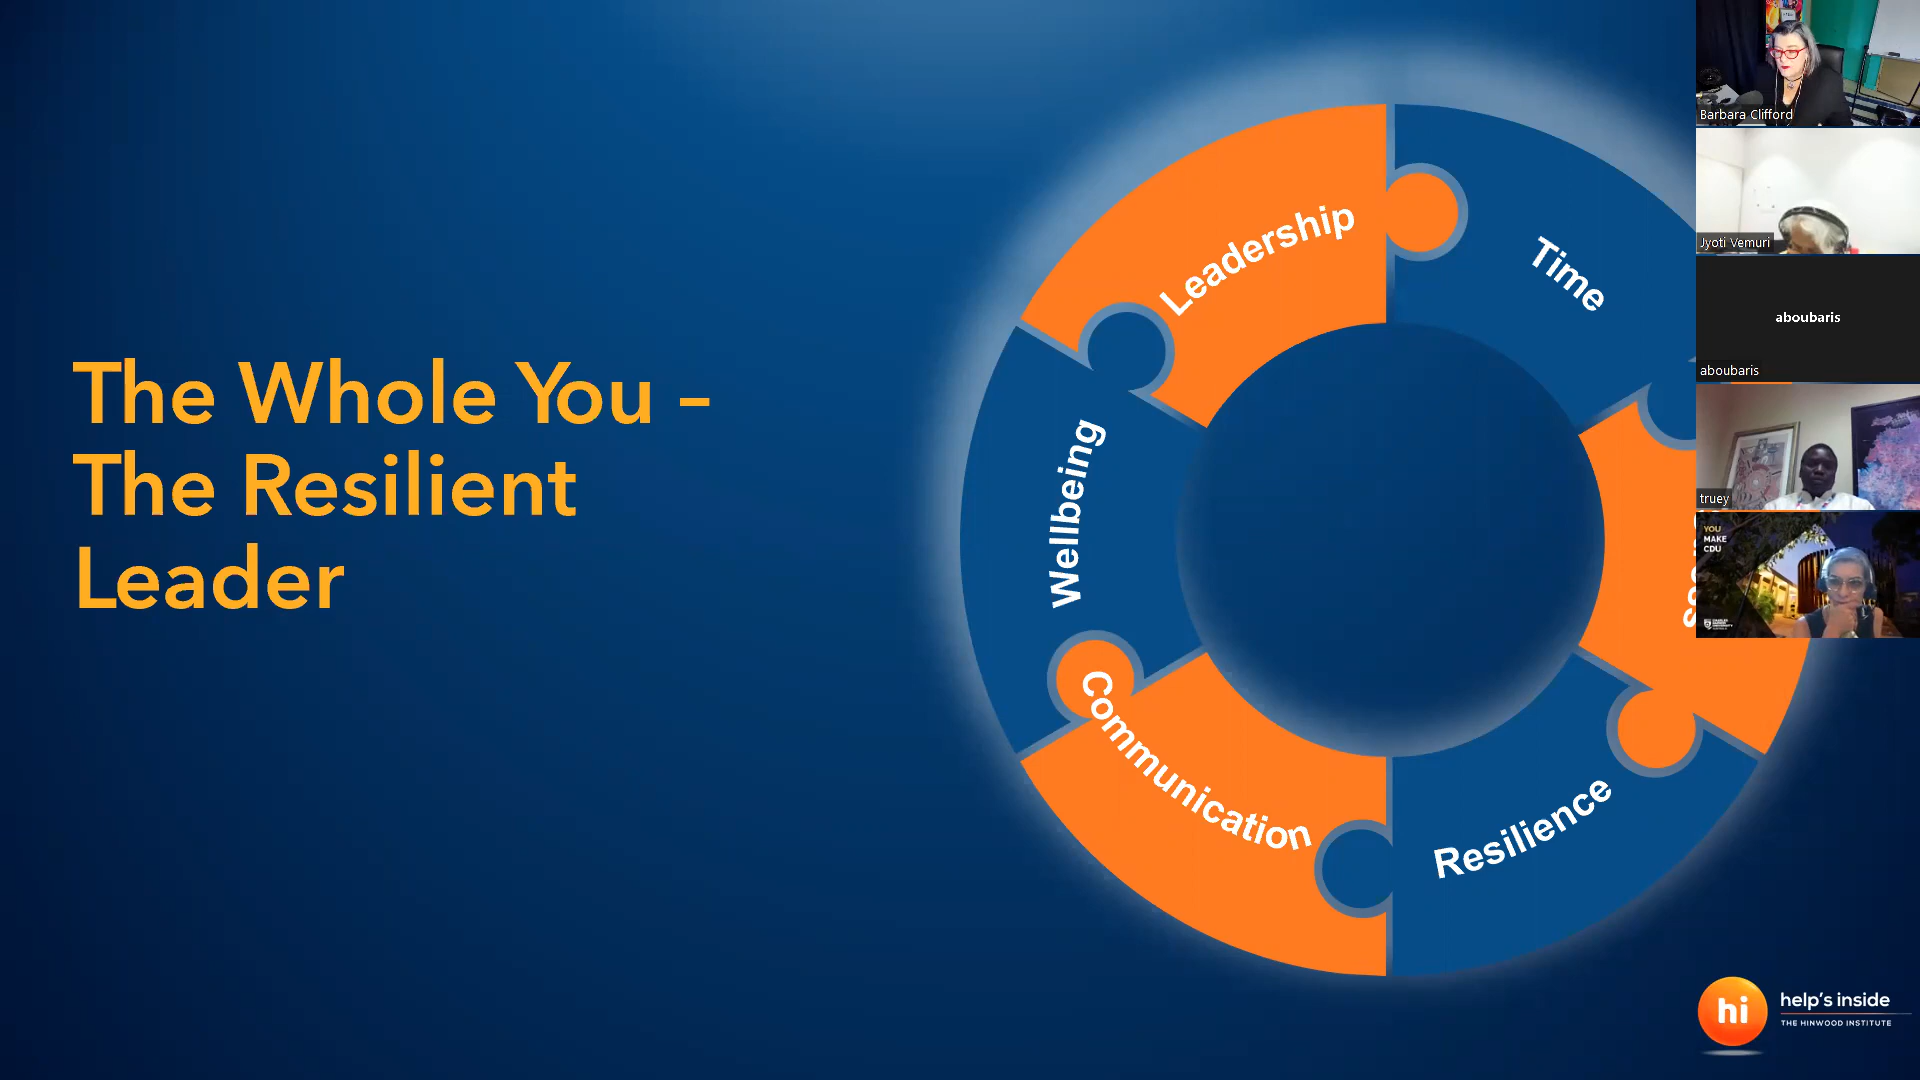 The Whole You –
The Resilient
Leader
Leadership
Time
Resilience
Communication
Wellbeing
Barbara Clifford
Jyoti Vemuri
aboubaris
aboubaris
truey
YOU
MAKE
CDU
hi
help's inside
THE HINWOOD INSTITUTE